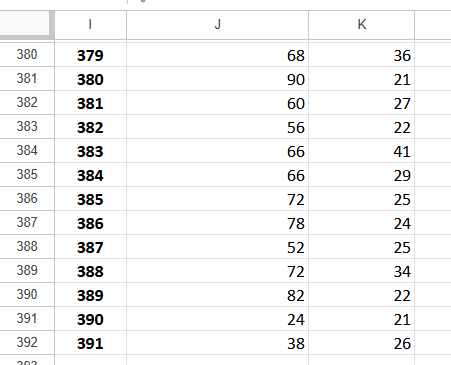 I J K
380 379 68 36
381 380 90 21
382 381 60 27
383 382 56 22
384 383 66 41
385 384 66 29
386 385 72 25
387 386 78 24
388 387 52 25
389 388 72 34
390 389 82 22
391 390 24 21
392 391 38 26